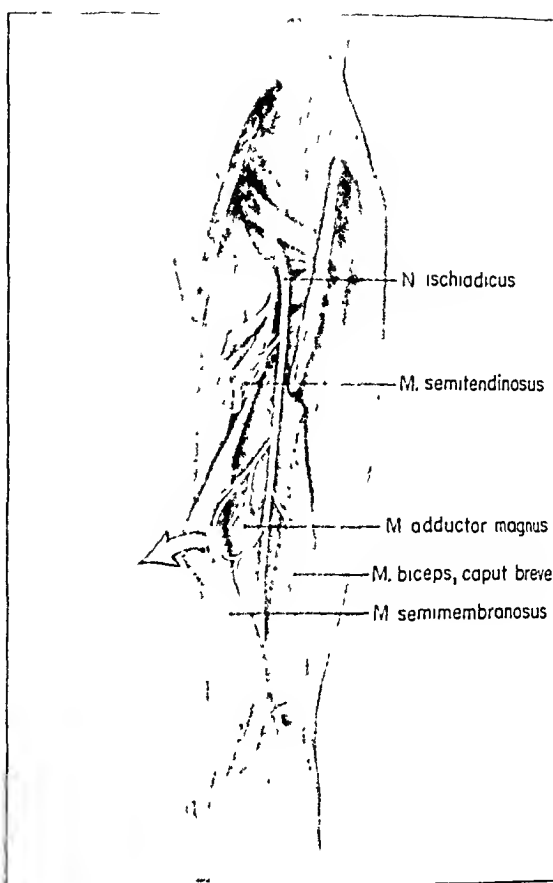 N ischiadicus
M. semitendinosus
M adductor magnus
M. biceps, caput breve
M semimembranosus